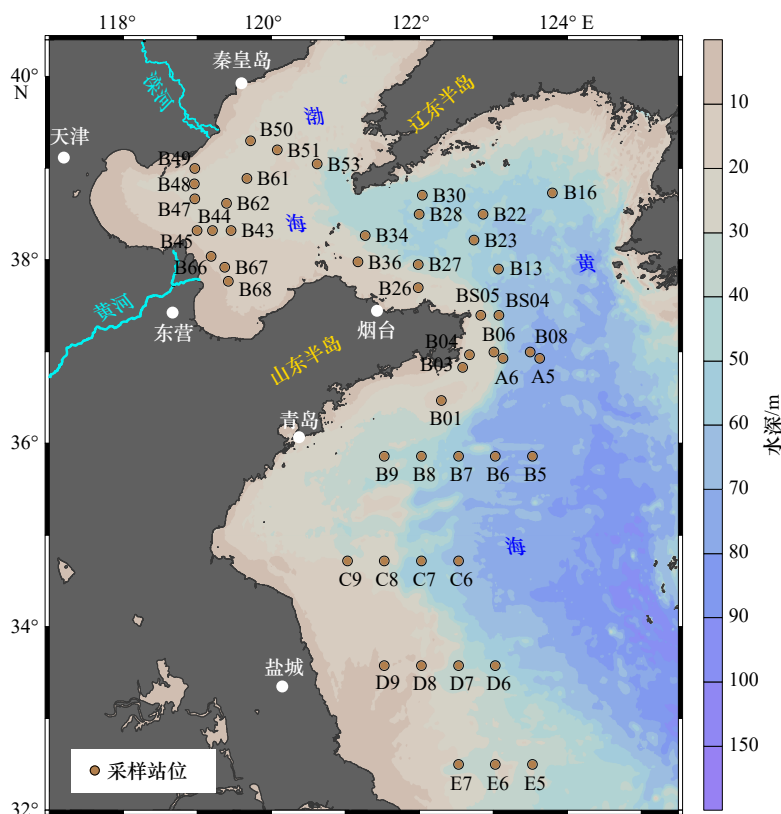 118°
120°
122°
124° E
40°
N
38°
36°
34°
32°
秦皇岛
滦河
渤
辽东半岛
天津
B50
B51
B49
B53
B48
B61
B47
B62
B30
B16
B44
海
B28
B22
B45
B43
B34
B23
B66
B67
B36
B27
B13
黄
B68
B26
黄河
BS05
BS04
东营
烟台
B04
B06
B08
山东半岛
B03
A6
A5
B01
青岛
B9
B8
B7
B6
B5
海
C9
C8
C7
C6
盐城
D9
D8
D7
D6
采样站位
E7
E6
E5
10
20
30
40
50
60
70
80
90
100
150
水深/m